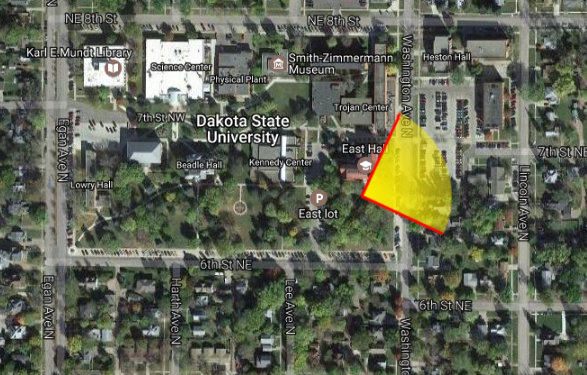 NE 8th St
NE 8th St
Karl E Mundt Library
Science Center
Physical Plant
Smith-Zimmermann
Museum
Washington Ave N
Heston Hall
Trojan Center
7th St NW
Dakota State
University
East Hall
7th St NE
Egan Ave N
Beadle Hall
Kennedy Center
Lowry Hall
P
East lot
Lincoln Ave N
6th St NE
Egan Ave N
Harth Ave N
Lee Ave N
6th St NE
Washingto